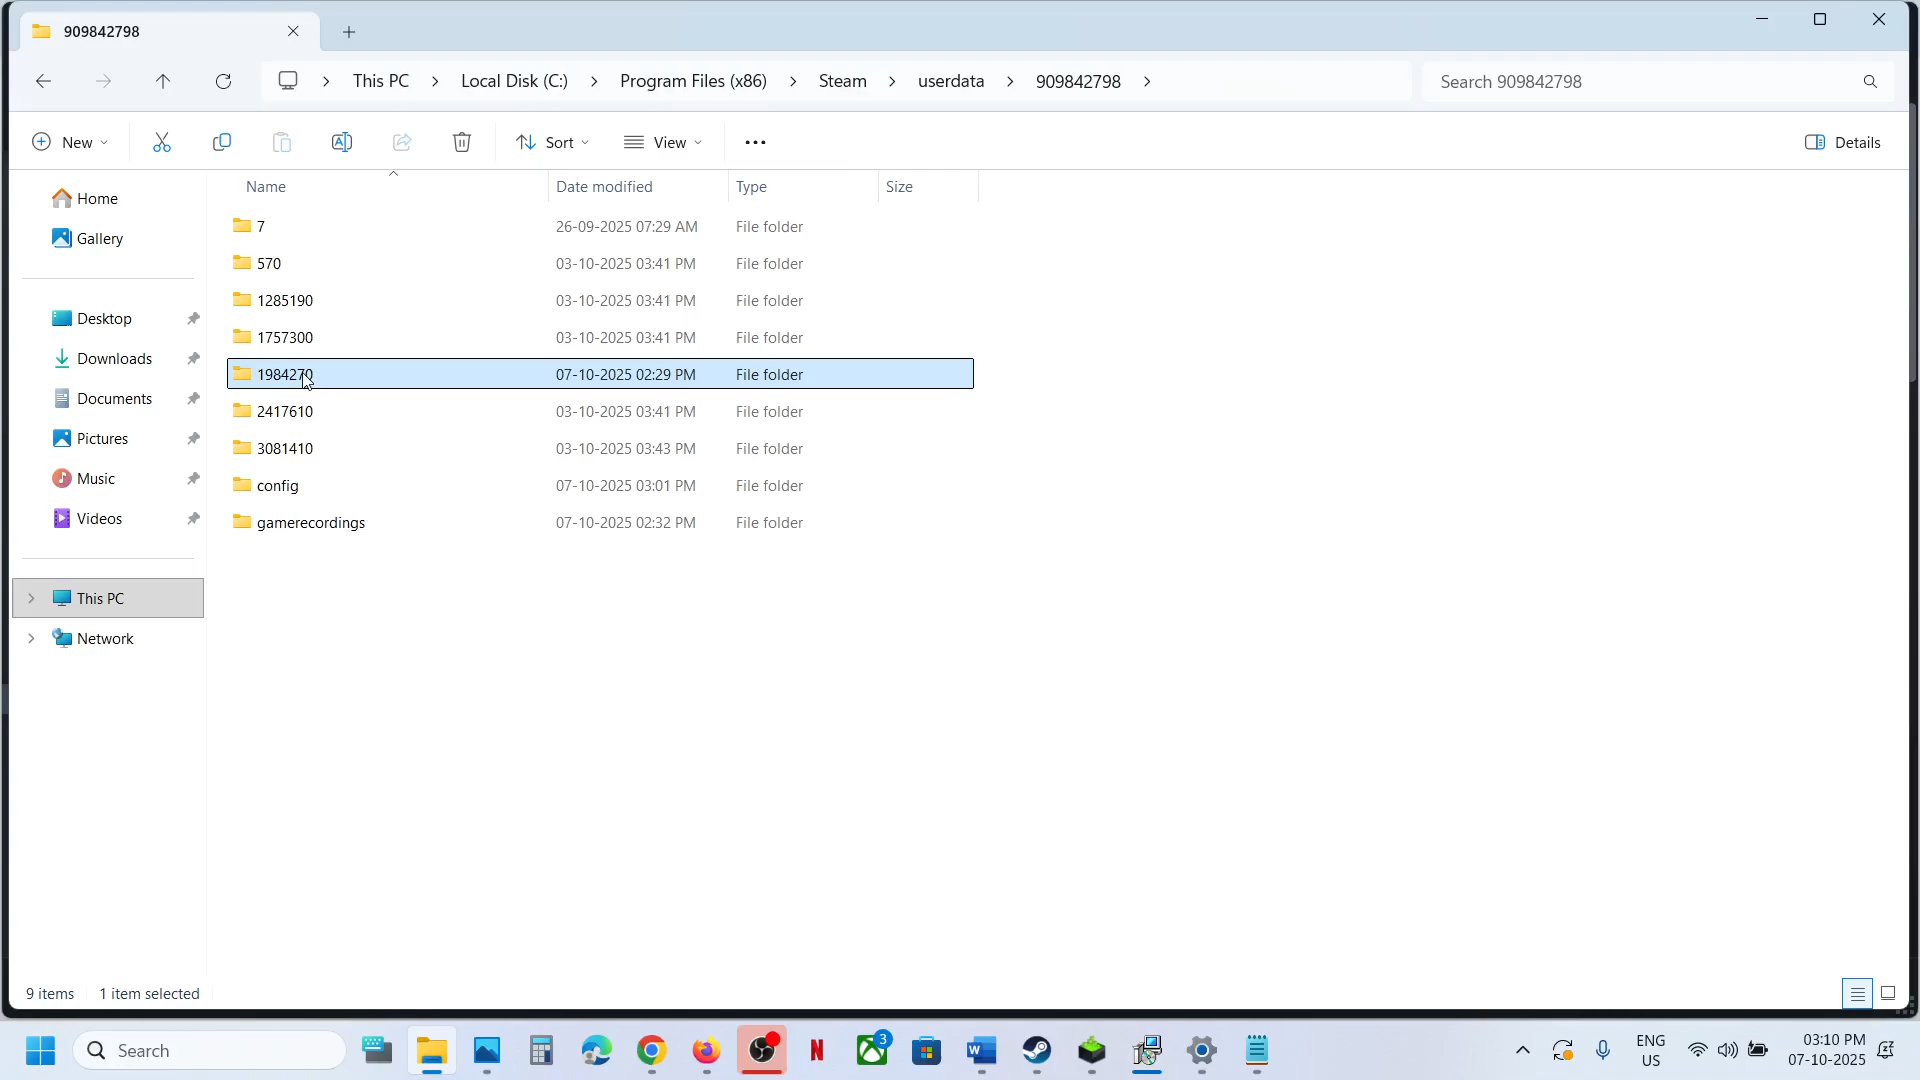 909842798
This PC
Local Disk (C:)
Program Files (x86)
Steam
userdata
909842798
Search 909842798
New
Sort
View
Details
Name
Date modified
Type
Size
Home
Gallery
Desktop
Downloads
Documents
Pictures
Music
Videos
This PC
Network
7 26-09-2025 07:29 AM File folder
570 03-10-2025 03:41 PM File folder
1285190 03-10-2025 03:41 PM File folder
1757300 03-10-2025 03:41 PM File folder
1984270 07-10-2025 02:29 PM File folder
2417610 03-10-2025 03:41 PM File folder
3081410 03-10-2025 03:43 PM File folder
config 07-10-2025 03:01 PM File folder
gamerecordings 07-10-2025 02:32 PM File folder
9 items
1 item selected
Search
3
ENG
US
03:10 PM
07-10-2025